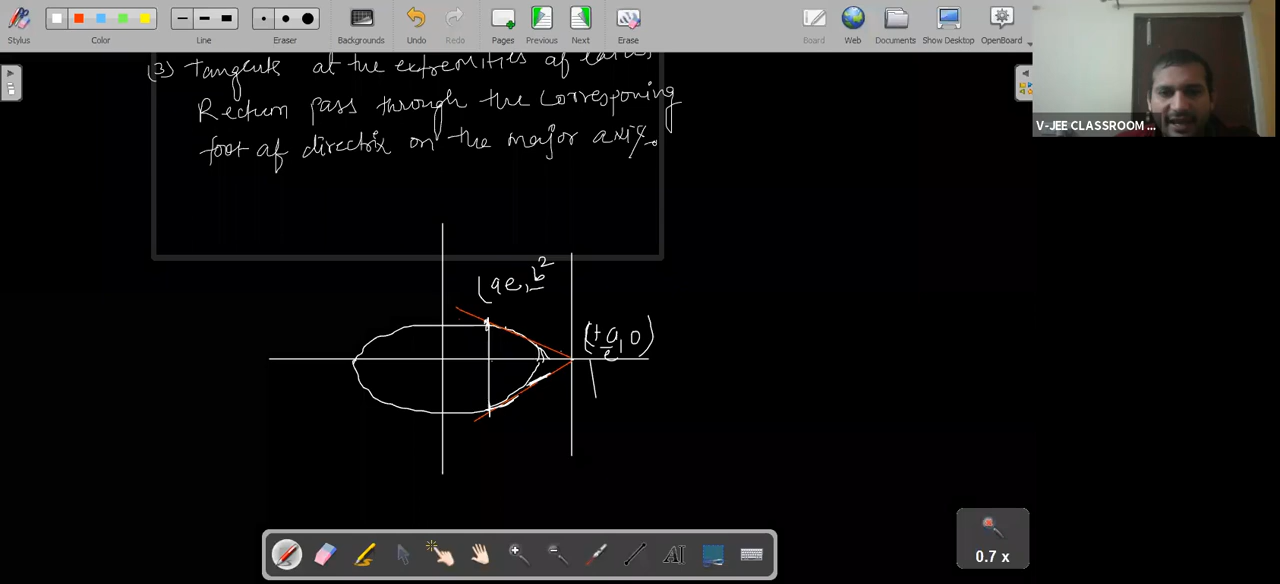 Stylus
Color
Line
Eraser
Backgrounds
Undo
Redo
Pages
Previous
Next
Erase
Board
Web
Documents
Show Desktop
OpenBoard
V-JEE CLASSROOM ...
(3) Tangents at the extremities of Latus
Rectum pass through the corresponing
foot of directrix on the major axis.
(ae, b²
(+a/e, 0)
AI
0.7 x